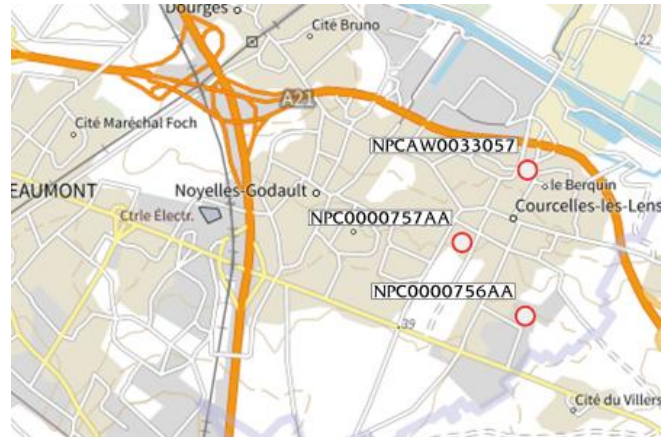 Dourges
Cité Bruno
22
A21
Cité Maréchal Foch
NPCAW0033057
EAUMONT
Noyelles-Godault
le Berquin
Ctrle Électr.
NPC0000757AA
Courcelles-lès-Lens
NPC0000756AA
39
Cité du Villers